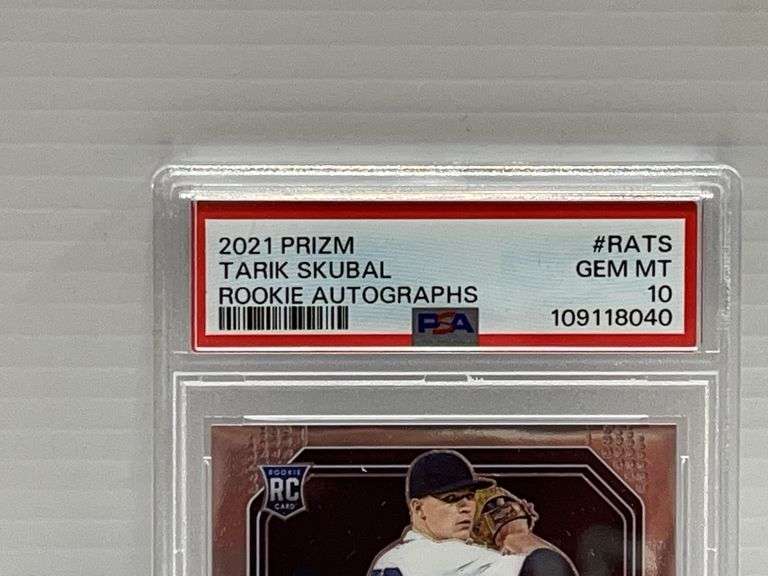 2021 PRIZM #RATS
TARIK SKUBAL GEM MT
ROOKIE AUTOGRAPHS 10
PSA 109118040
ROOKIE
RC
CARD